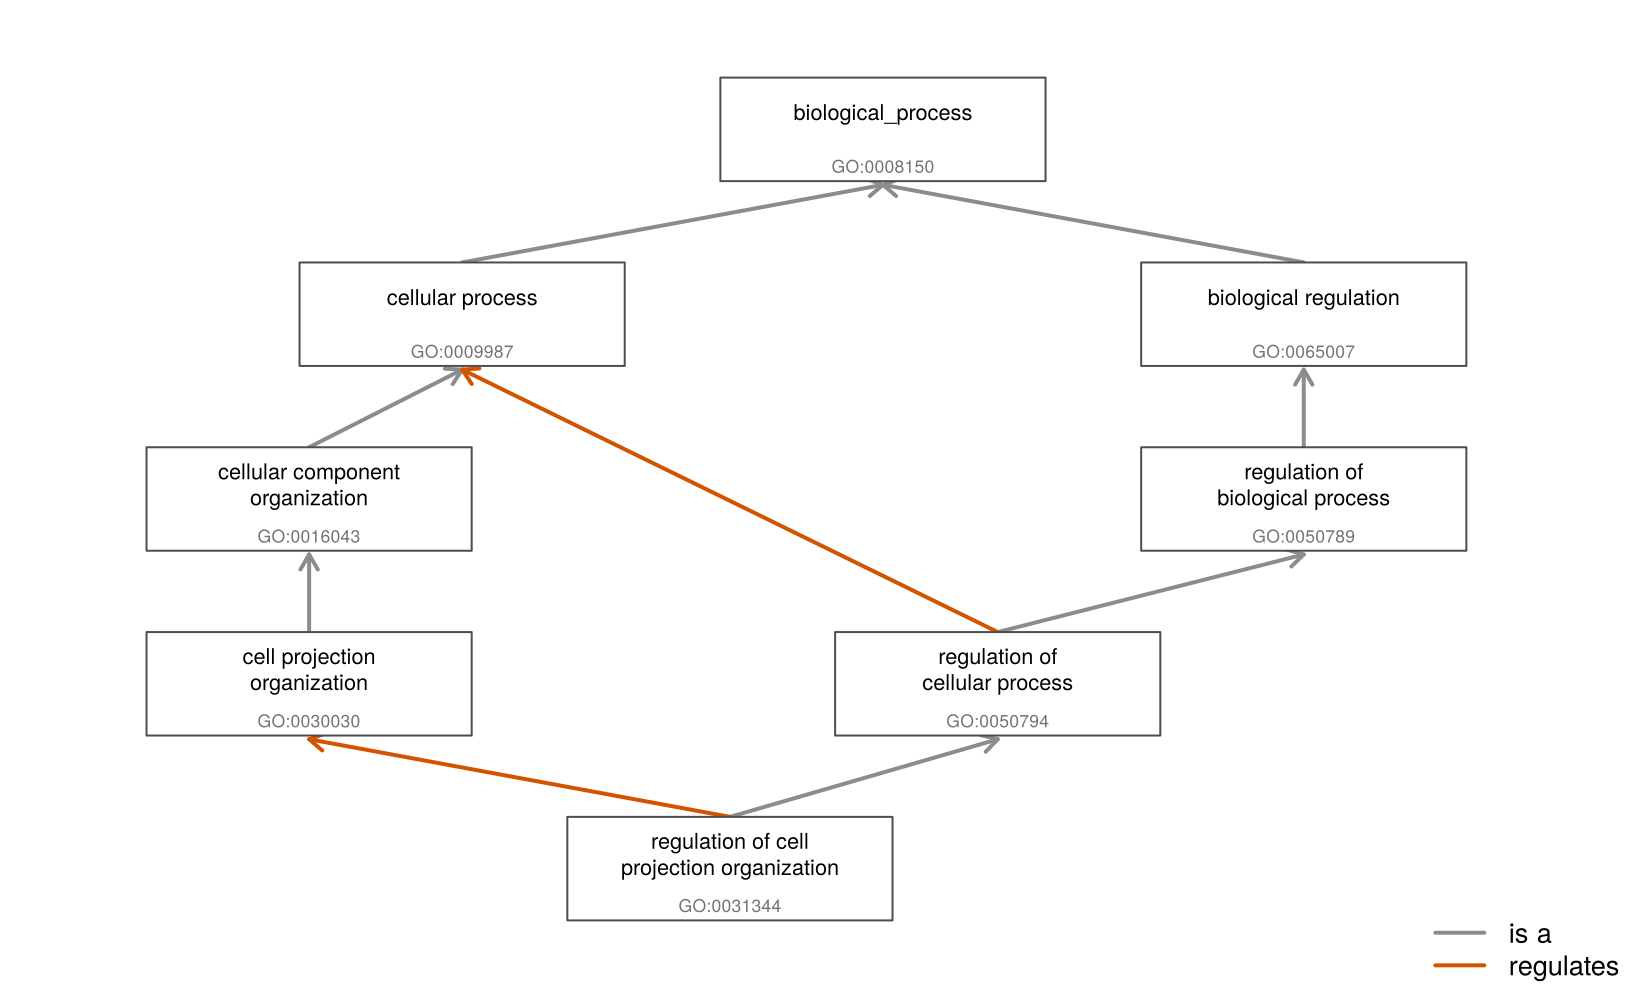 biological_process
GO:0008150
cellular process
GO:0009987
biological regulation
GO:0065007
cellular component
organization
GO:0016043
regulation of
biological process
GO:0050789
cell projection
organization
GO:0030030
regulation of
cellular process
GO:0050794
regulation of cell
projection organization
GO:0031344
is a
regulates